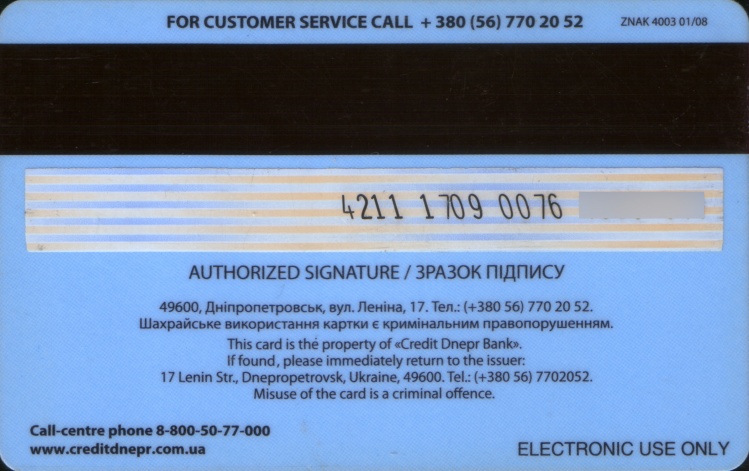 FOR CUSTOMER SERVICE CALL + 380 (56) 770 20 52 ZNAK 4003 01/08
4211 1709 0076
AUTHORIZED SIGNATURE / ЗРАЗОК ПІДПИСУ
49600, Дніпропетровськ, вул. Леніна, 17. Тел.: (+380 56) 770 20 52.
Шахрайське використання картки є кримінальним правопорушенням.
This card is the property of «Credit Dnepr Bank».
If found, please immediately return to the issuer:
17 Lenin Str., Dnepropetrovsk, Ukraine, 49600. Tel.: (+380 56) 7702052.
Misuse of the card is a criminal offence.
Call-centre phone 8-800-50-77-000
www.creditdnepr.com.ua
ELECTRONIC USE ONLY